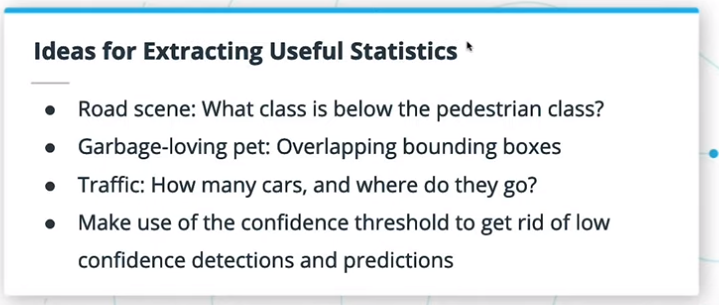 Ideas for Extracting Useful Statistics
● Road scene: What class is below the pedestrian class?
● Garbage-loving pet: Overlapping bounding boxes
● Traffic: How many cars, and where do they go?
● Make use of the confidence threshold to get rid of low
confidence detections and predictions